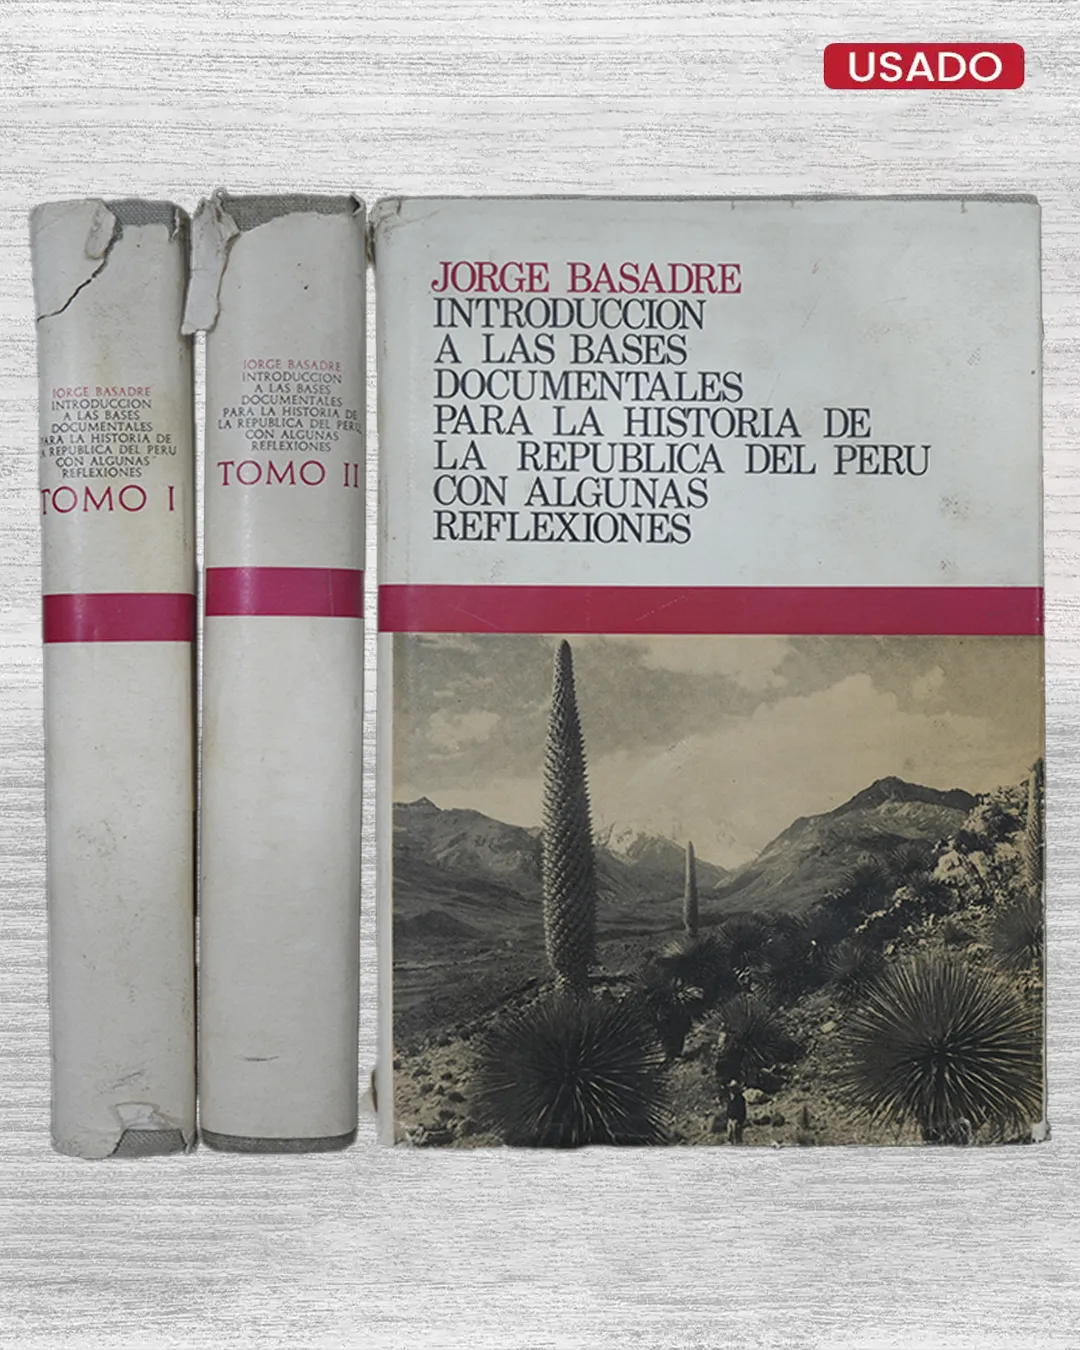 USADO
JORGE BASADRE
INTRODUCCION
A LAS BASES
DOCUMENTALES
PARA LA HISTORIA DE
A REPUBLICA DEL PERU
CON ALGUNAS
REFLEXIONES
TOMO I
JORGE BASADRE
INTRODUCCION
A LAS BASES
DOCUMENTALES
PARA LA HISTORIA DE
LA REPUBLICA DEL PERU
CON ALGUNAS
REFLEXIONES
TOMO II
JORGE BASADRE
INTRODUCCION
A LAS BASES
DOCUMENTALES
PARA LA HISTORIA DE
LA REPUBLICA DEL PERU
CON ALGUNAS
REFLEXIONES